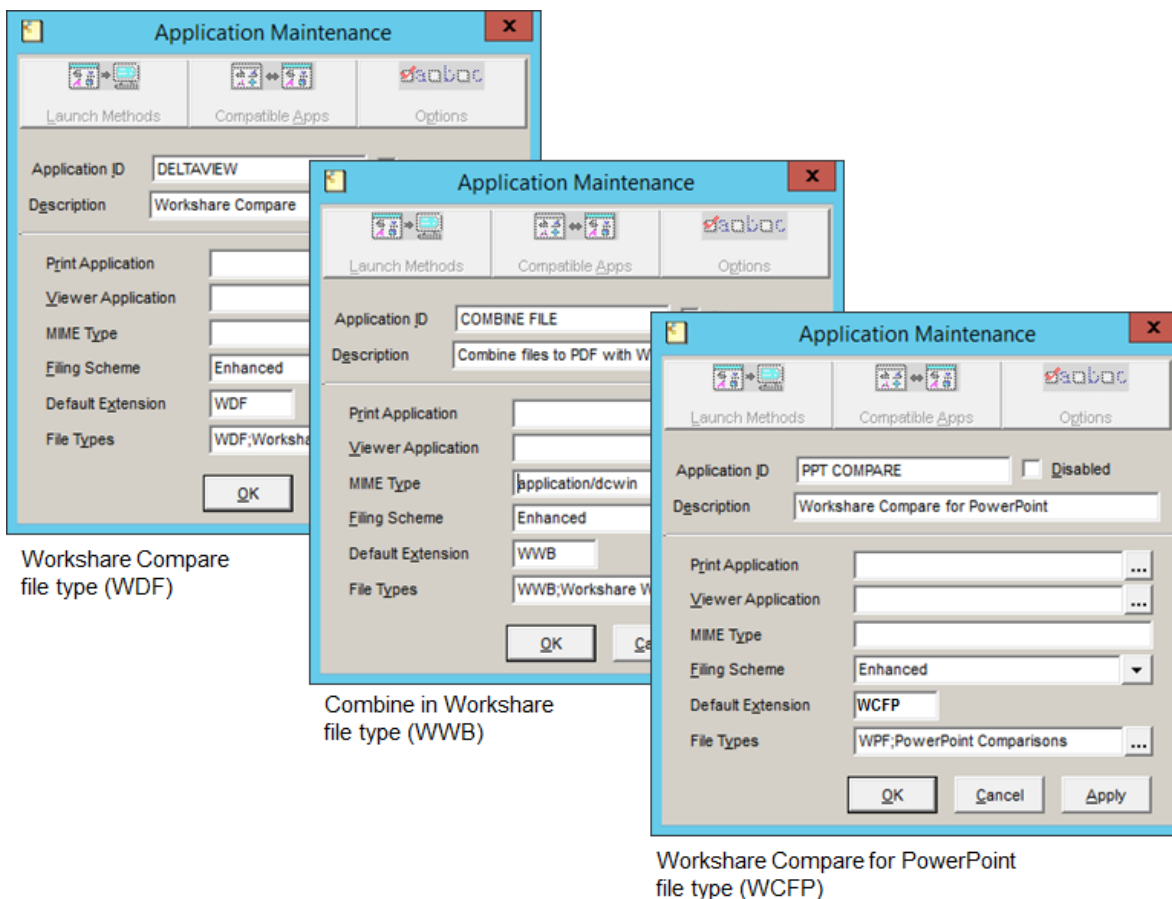 Application Maintenance
x
Launch Methods
Compatible Apps
Options
Application ID DELTAVIEW
Description Workshare Compare
Print Application
Viewer Application
MIME Type
Filing Scheme Enhanced
Default Extension WDF
File Types WDF;Worksha
OK
Workshare Compare
file type (WDF)
Application Maintenance
x
Launch Methods
Compatible Apps
Options
Application ID COMBINE FILE
Description Combine files to PDF with W
Print Application
Viewer Application
MIME Type application/dcwin
Filing Scheme Enhanced
Default Extension WWB
File Types WWB;Workshare W
OK Ca
Combine in Workshare
file type (WWB)
Application Maintenance
x
Launch Methods
Compatible Apps
Options
Application ID PPT COMPARE Disabled
Description Workshare Compare for PowerPoint
Print Application ...
Viewer Application ...
MIME Type
Filing Scheme Enhanced
Default Extension WCFP
File Types WPF;PowerPoint Comparisons ...
OK Cancel Apply
Workshare Compare for PowerPoint
file type (WCFP)